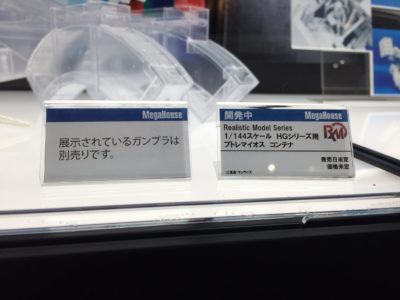 MegaHouse
展示されているガンプラは
別売りです。
開発中 MegaHouse
Realistic Model Series
1/144スケール HGシリーズ用
プトレマイオス コンテナ
RMS
発売日未定
価格未定